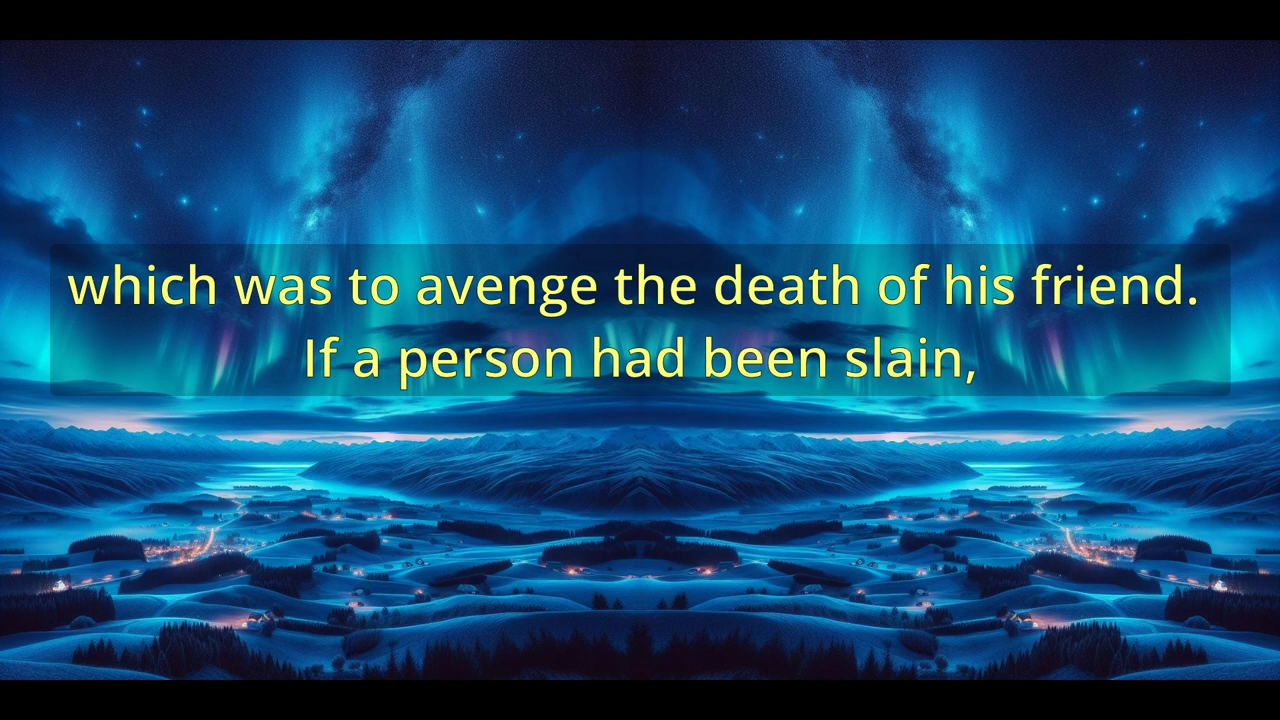 which was to avenge the death of his friend.
If a person had been slain,